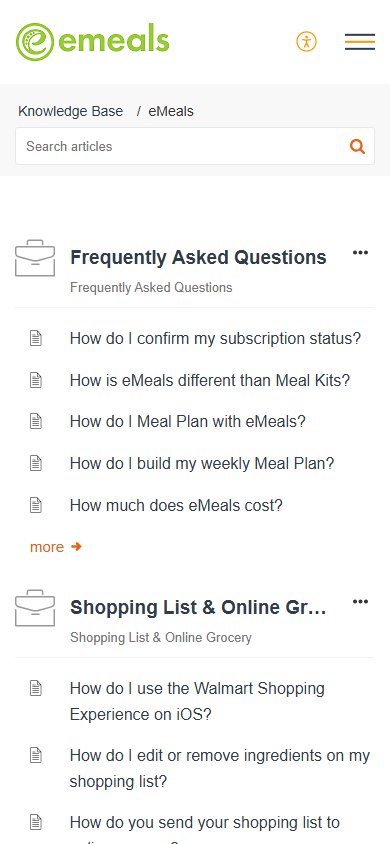 emeals
Knowledge Base / eMeals
Search articles
Frequently Asked Questions
Frequently Asked Questions
How do I confirm my subscription status?
How is eMeals different than Meal Kits?
How do I Meal Plan with eMeals?
How do I build my weekly Meal Plan?
How much does eMeals cost?
more
Shopping List & Online Gr...
Shopping List & Online Grocery
How do I use the Walmart Shopping
Experience on iOS?
How do I edit or remove ingredients on my
shopping list?
How do you send your shopping list to